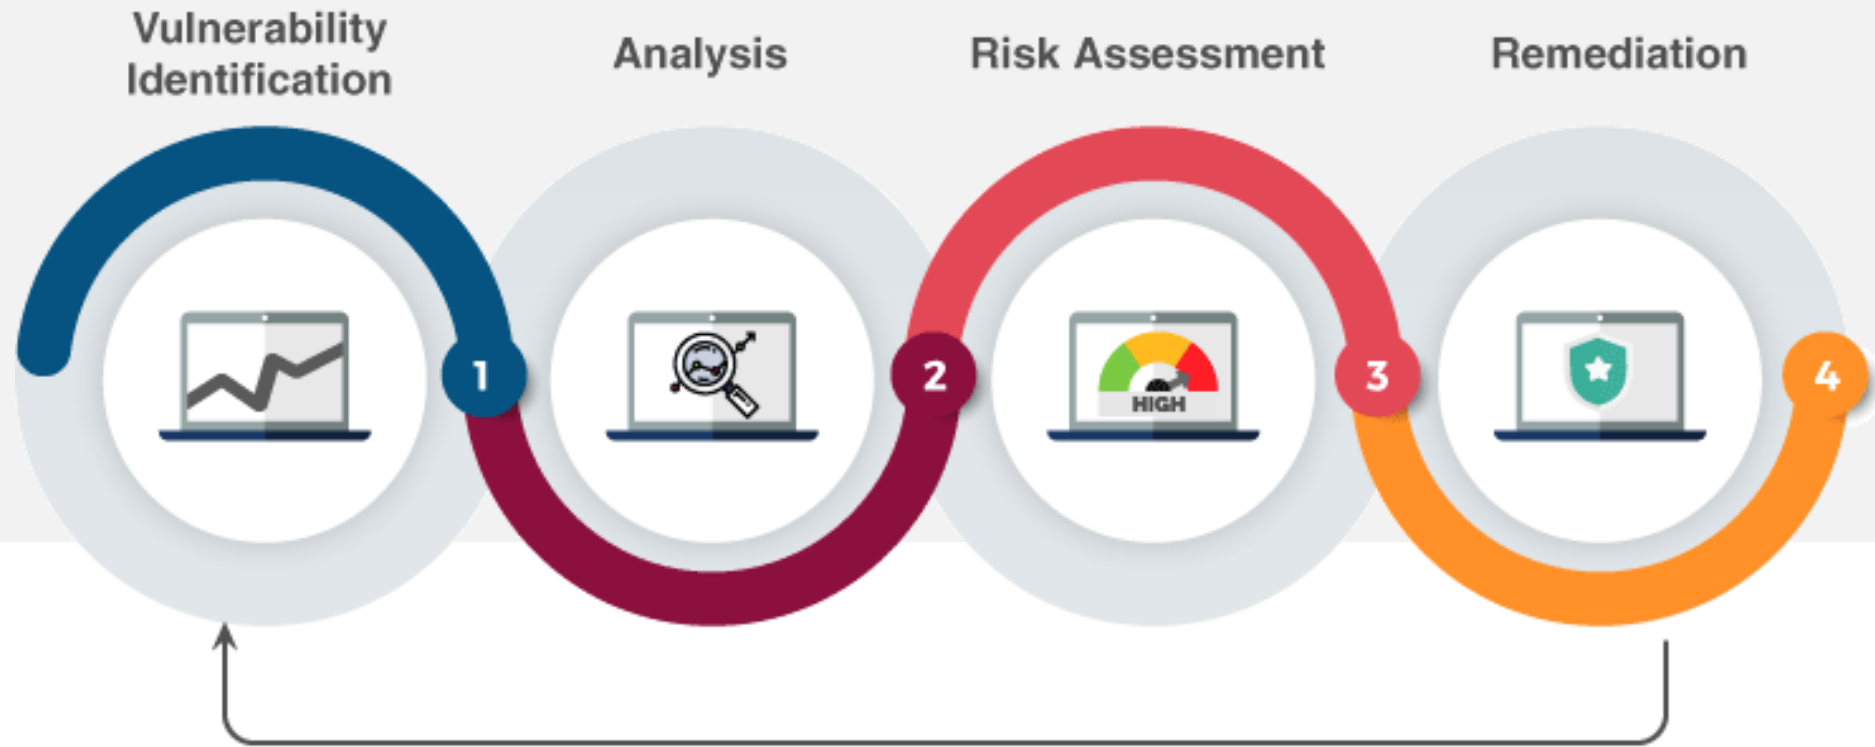 Vulnerability
Identification
Analysis
Risk Assessment
Remediation
1
2
3
4
HIGH